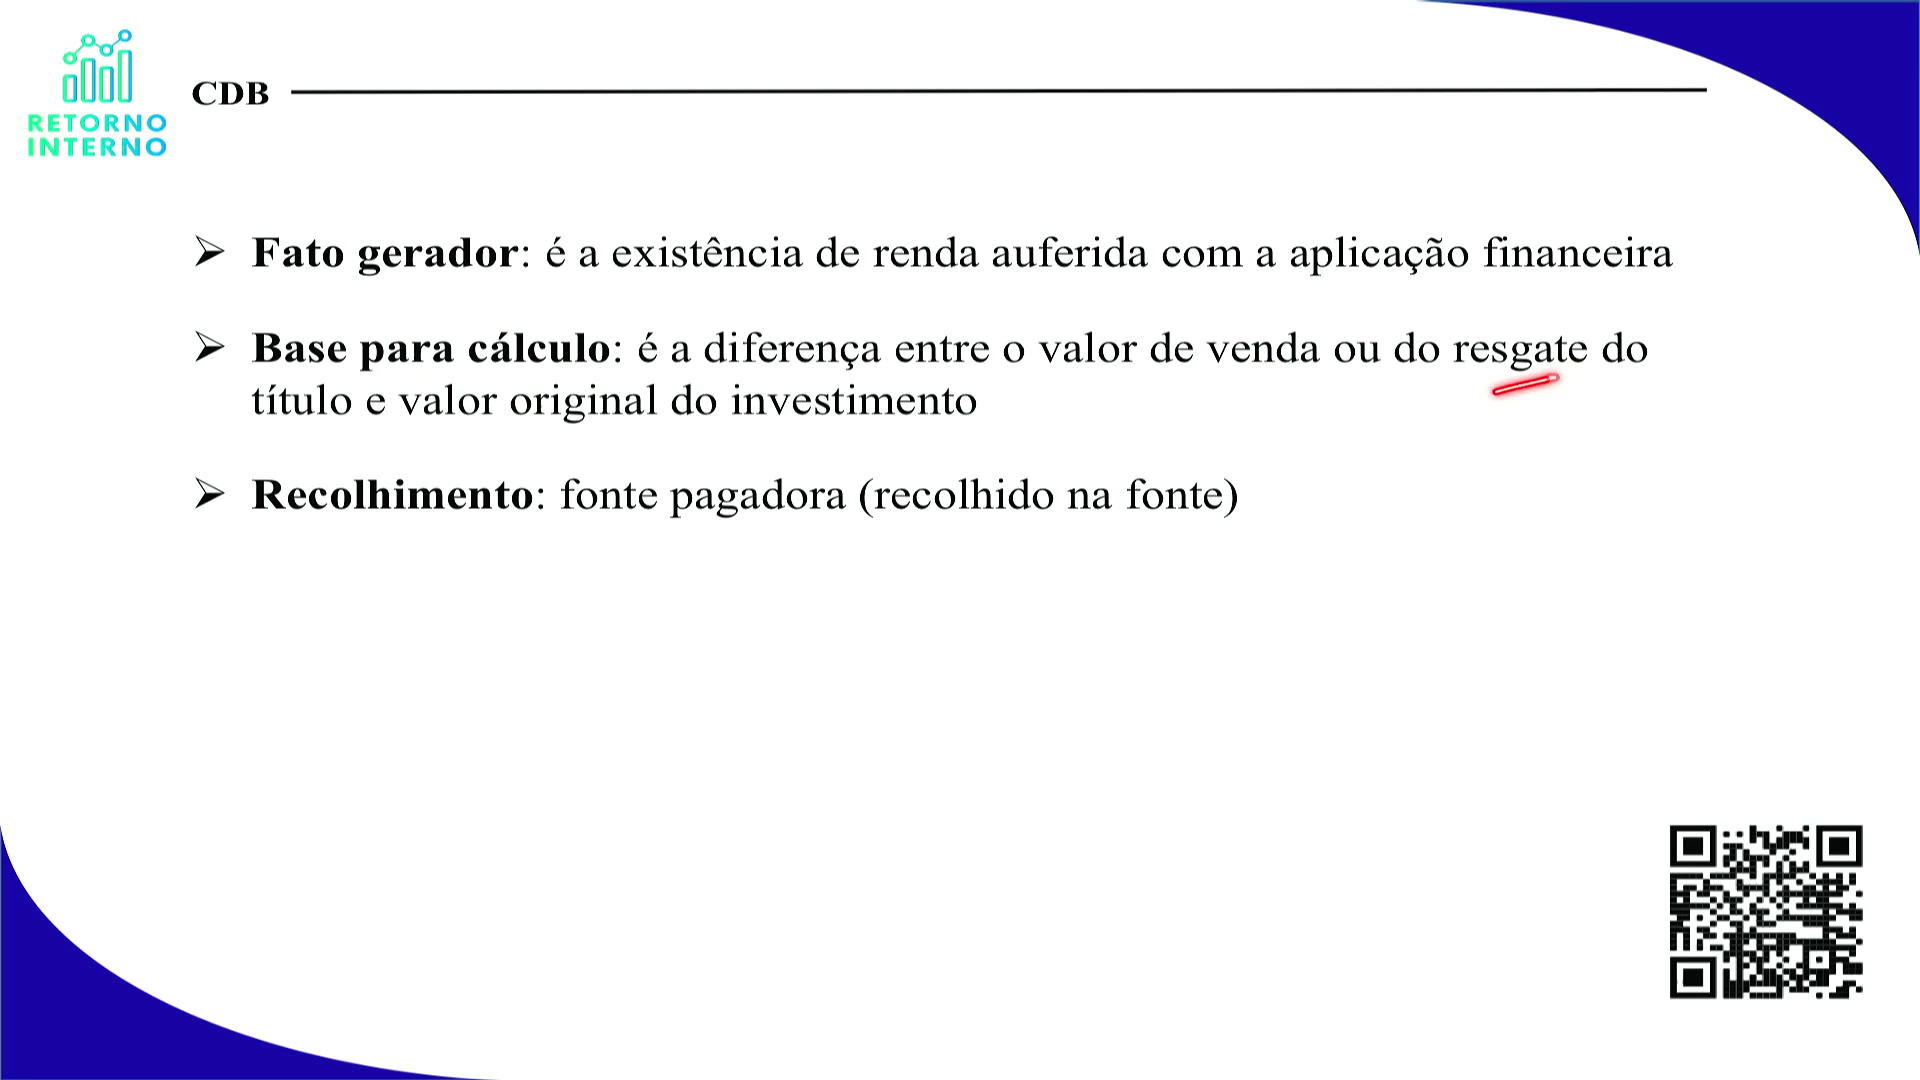 RETORNO
INTERNO
CDB
➢ Fato gerador: é a existência de renda auferida com a aplicação financeira
➢ Base para cálculo: é a diferença entre o valor de venda ou do resgate do
título e valor original do investimento
➢ Recolhimento: fonte pagadora (recolhido na fonte)